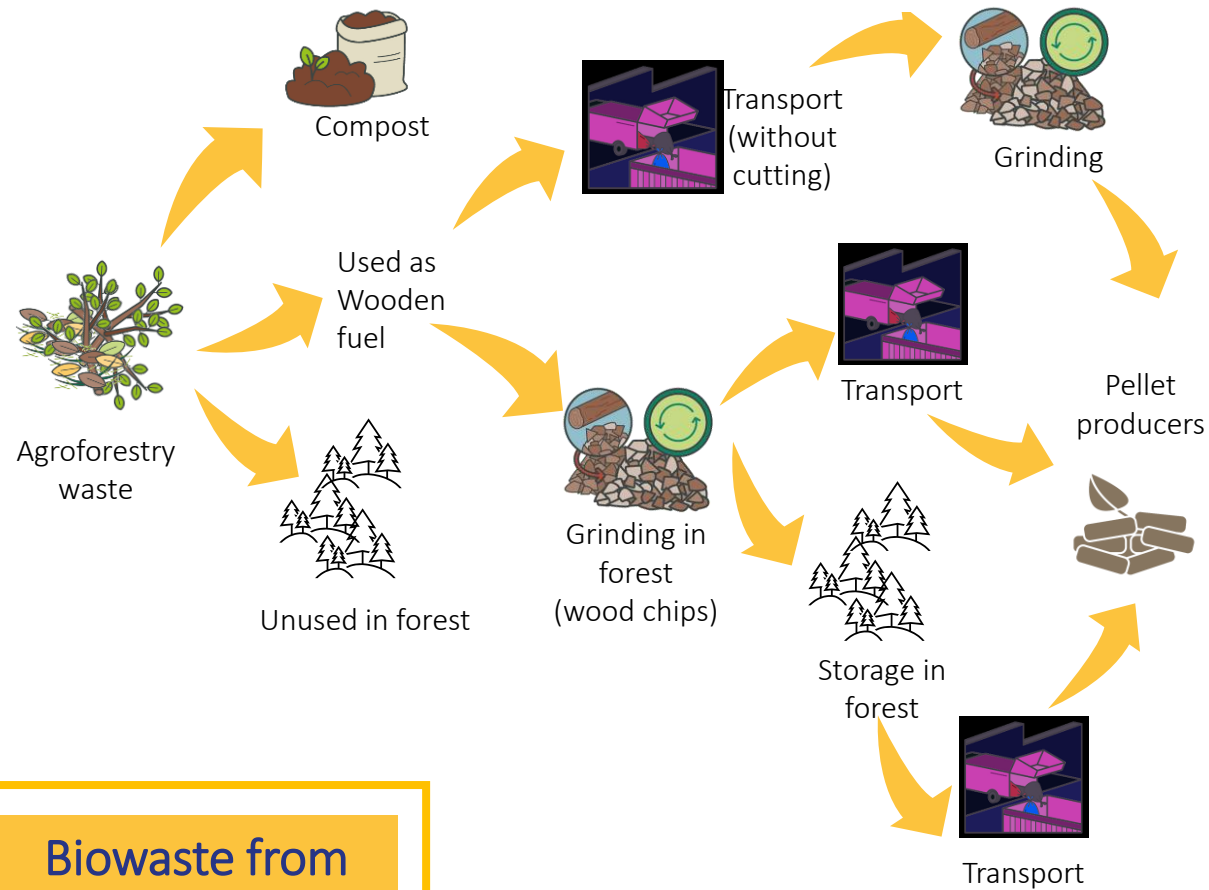 Compost
Transport
(without
cutting)
Grinding
Used as
Wooden
fuel
Agroforestry
waste
Unused in forest
Grinding in
forest
(wood chips)
Transport
Pellet
producers
Storage in
forest
Transport
Biowaste from